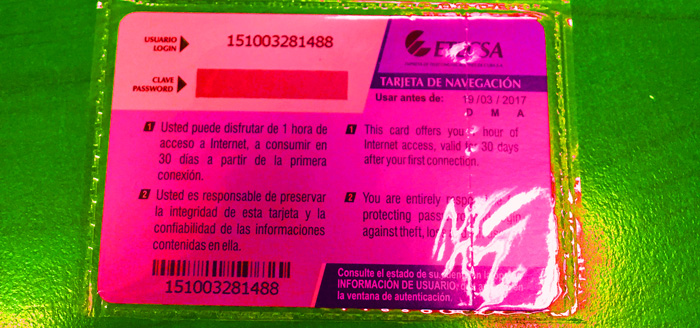 USUARIO
LOGIN
151003281488
CLAVE
PASSWORD
ETECSA
TARJETA DE NAVEGACIÓN
Usar antes de: 19/03/2017
D M A
1 Usted puede disfrutar de 1 hora de
acceso a Internet, a consumir en
30 días a partir de la primera
conexión.
2 Usted es responsable de preservar
la integridad de esta tarjeta y la
confiabilidad de las informaciones
contenidas en ella.
1 This card offers you hour of
Internet access, valid for 30 days
after your first connection.
2 You are entirely
protecting
against theft,
151003281488
Consulte el estado de su
INFORMACIÓN DE USUARIO,
la ventana de autenticación.